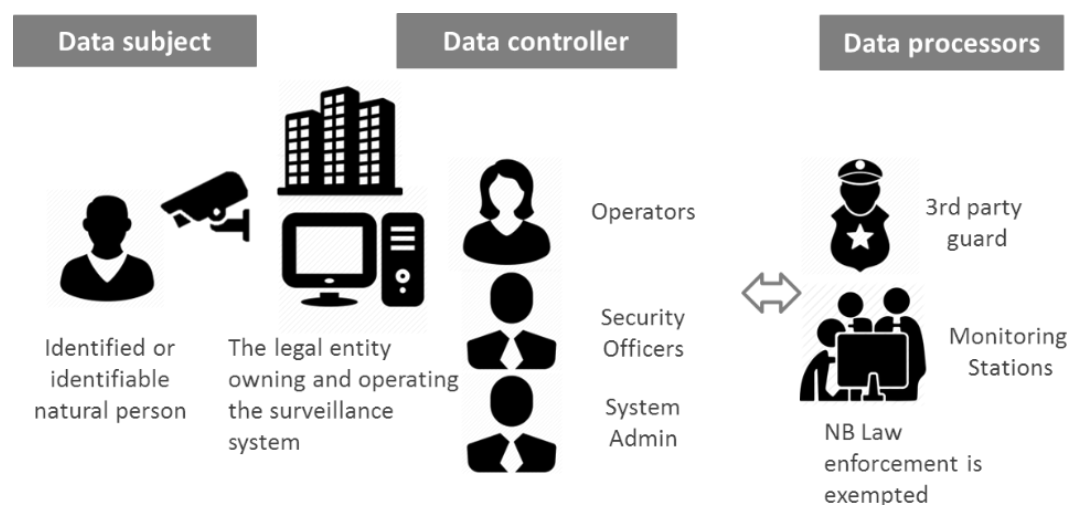 Data subject
Data controller
Data processors
Identified or
identifiable
natural person
The legal entity
owning and operating
the surveillance
system
Operators
Security
Officers
System
Admin
3rd party
guard
Monitoring
Stations
NB Law
enforcement is
exempted